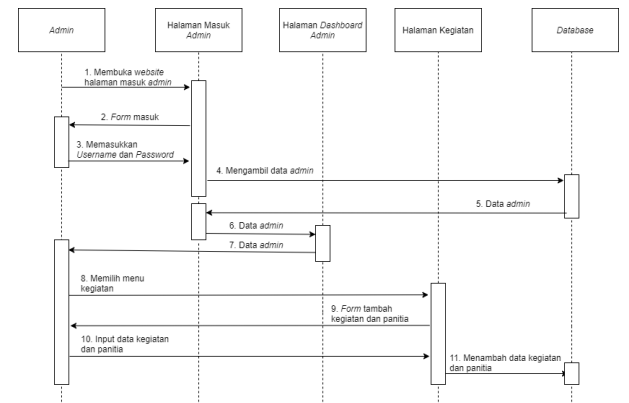 Admin
Halaman Masuk
Admin
Halaman Dashboard
Admin
Halaman Kegiatan
Database
1. Membuka website
halaman masuk admin
2. Form masuk
3. Memasukkan
Username dan Password
4. Mengambil data admin
5. Data admin
6. Data admin
7. Data admin
8. Memilih menu
kegiatan
9. Form tambah
kegiatan dan panitia
10. Input data kegiatan
dan panitia
11. Menambah data kegiatan
dan panitia